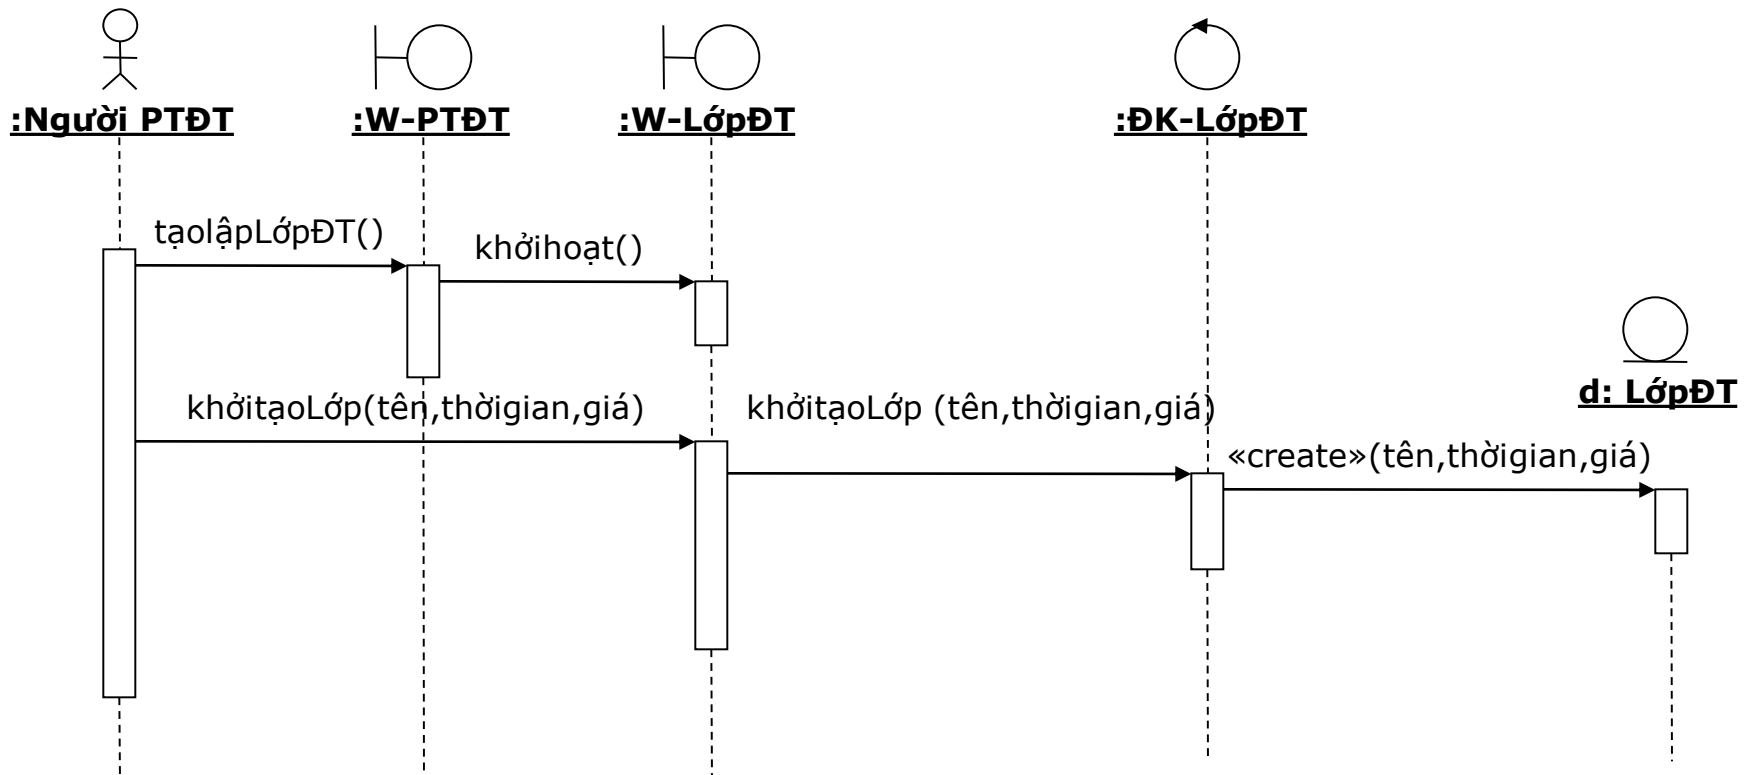 :Người PTĐT
:W-PTĐT
:W-LớpĐT
:ĐK-LớpĐT
tạolậpLớpĐT()
khởihoạt()
d: LớpĐT
khởitạoLớp(tên,thờigian,giá)
khởitạoLớp (tên,thờigian,giá)
«create»(tên,thờigian,giá)